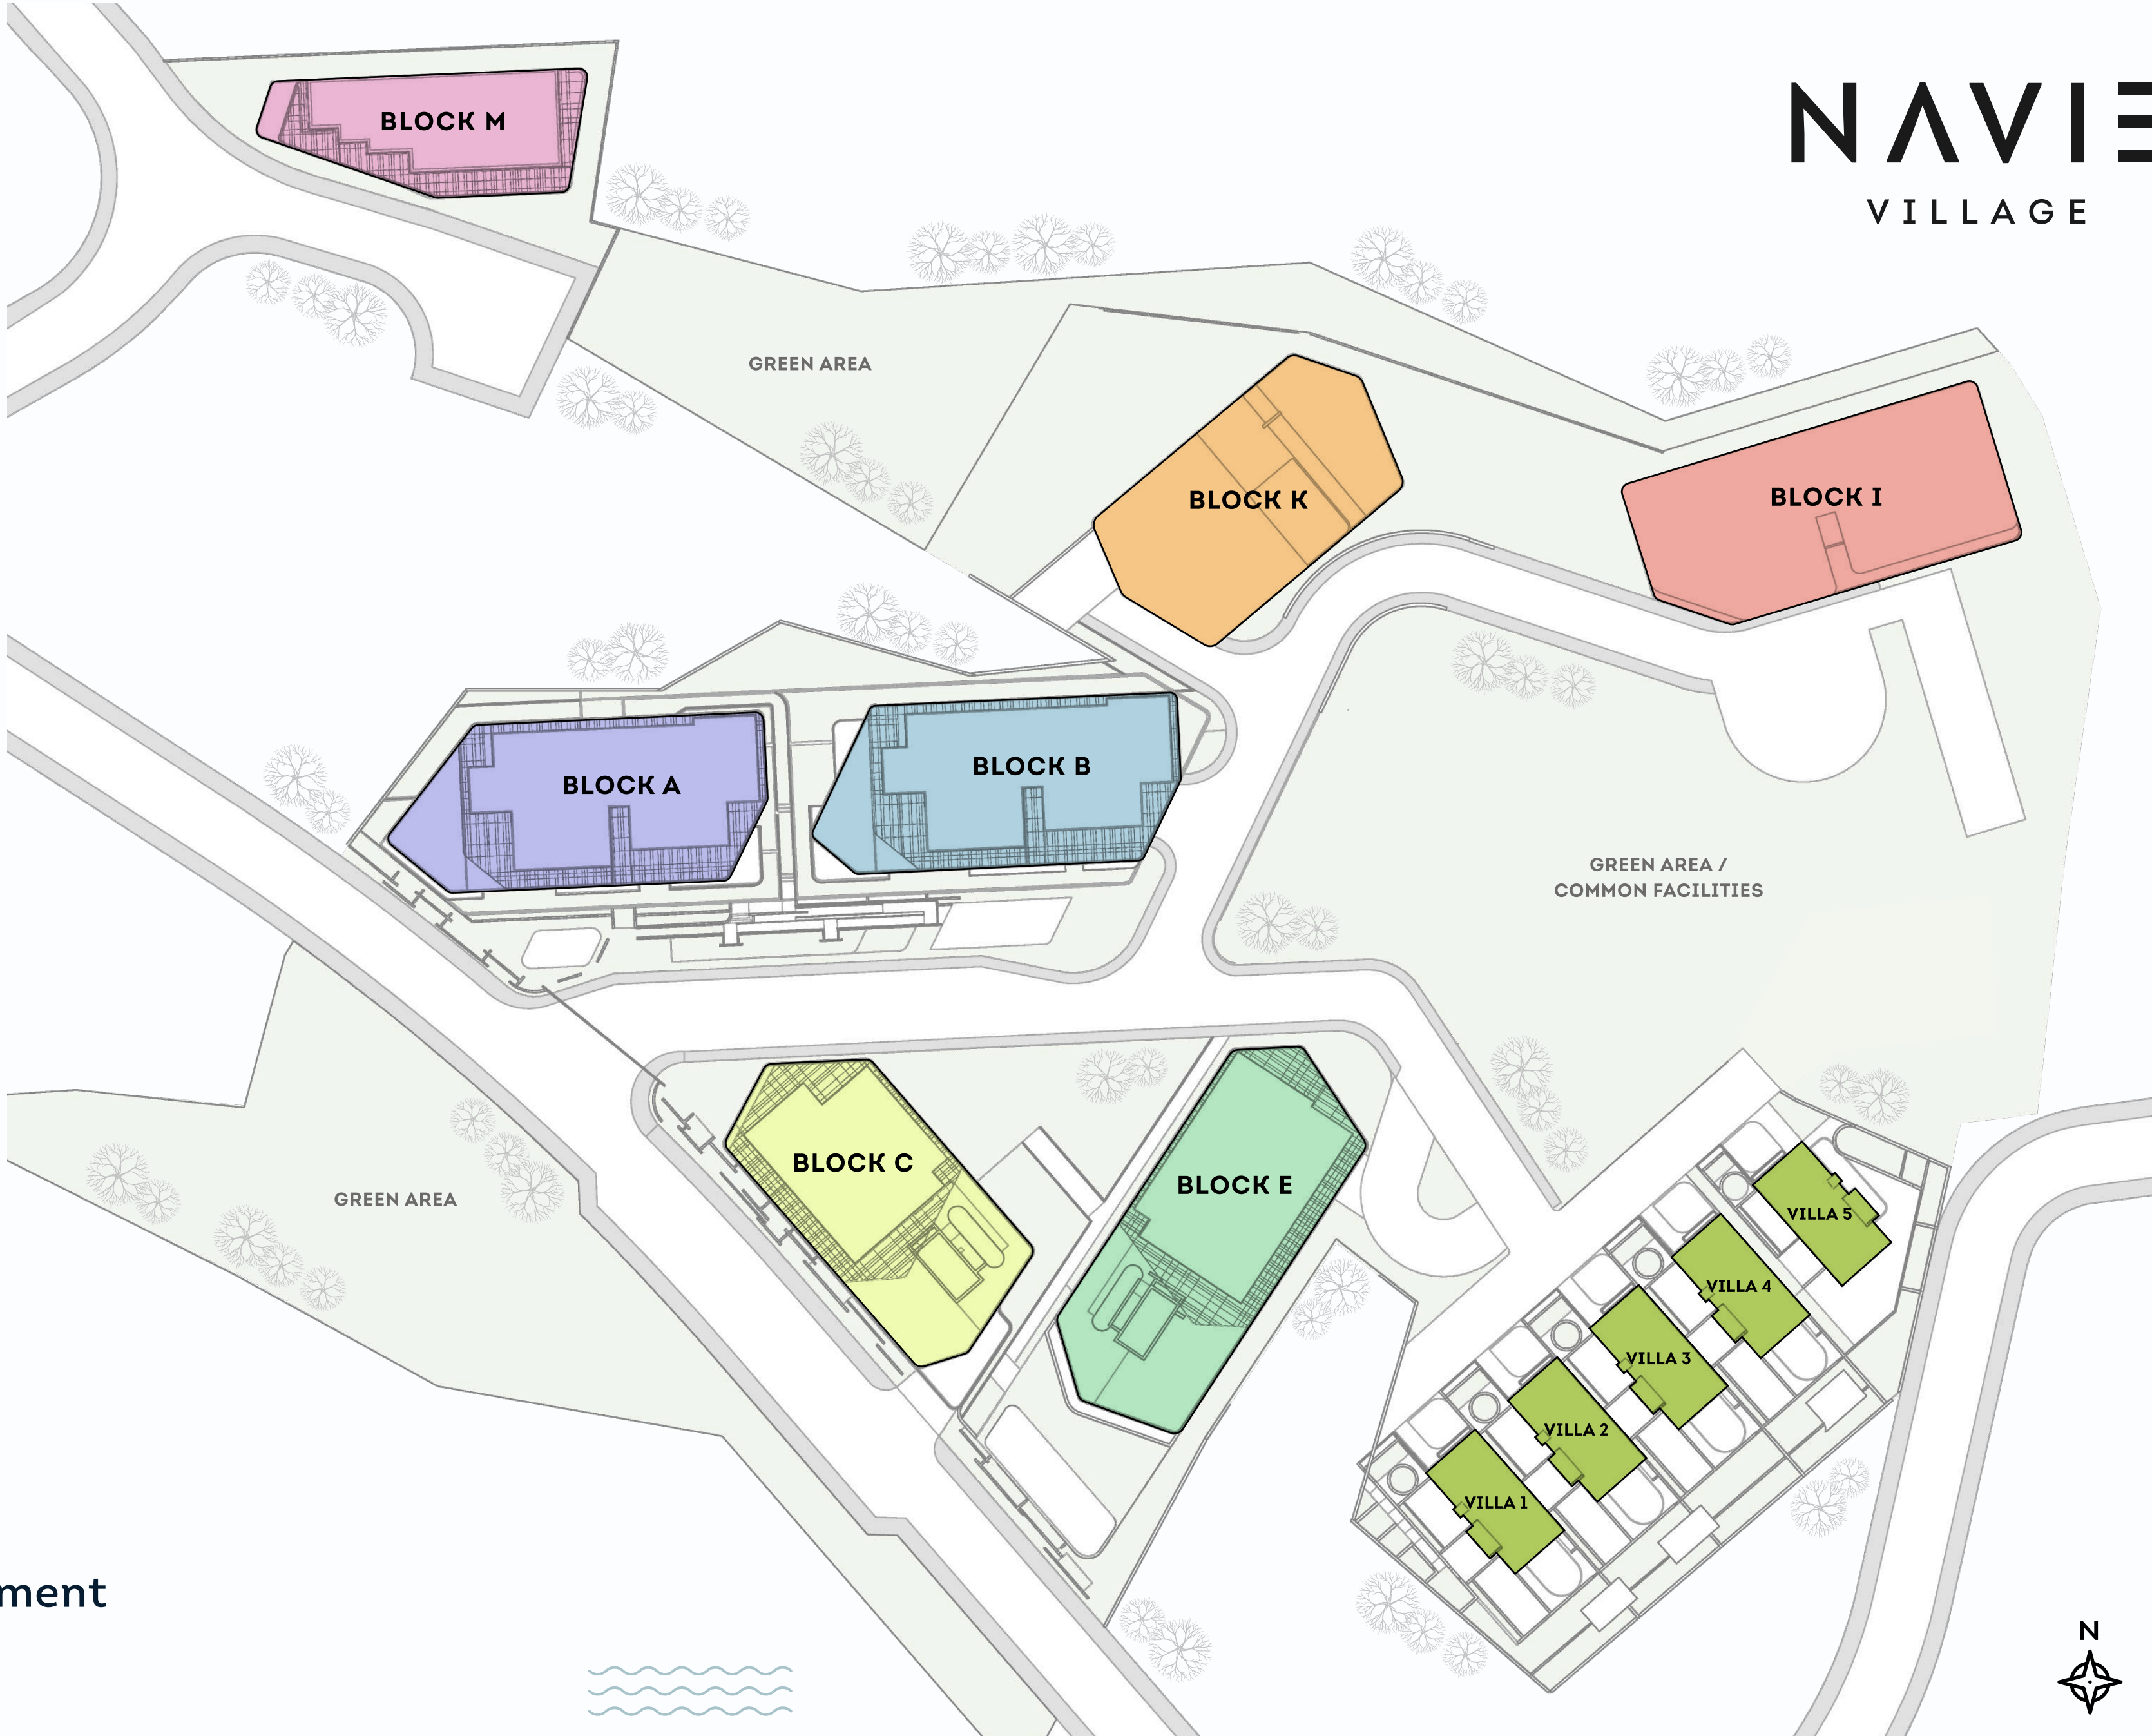 NAVIE
VILLAGE
BLOCK M
GREEN AREA
BLOCK K
BLOCK I
BLOCK A
BLOCK B
GREEN AREA /
COMMON FACILITIES
BLOCK C
BLOCK E
GREEN AREA
VILLA 5
VILLA 4
VILLA 3
VILLA 2
VILLA 1
ment
N